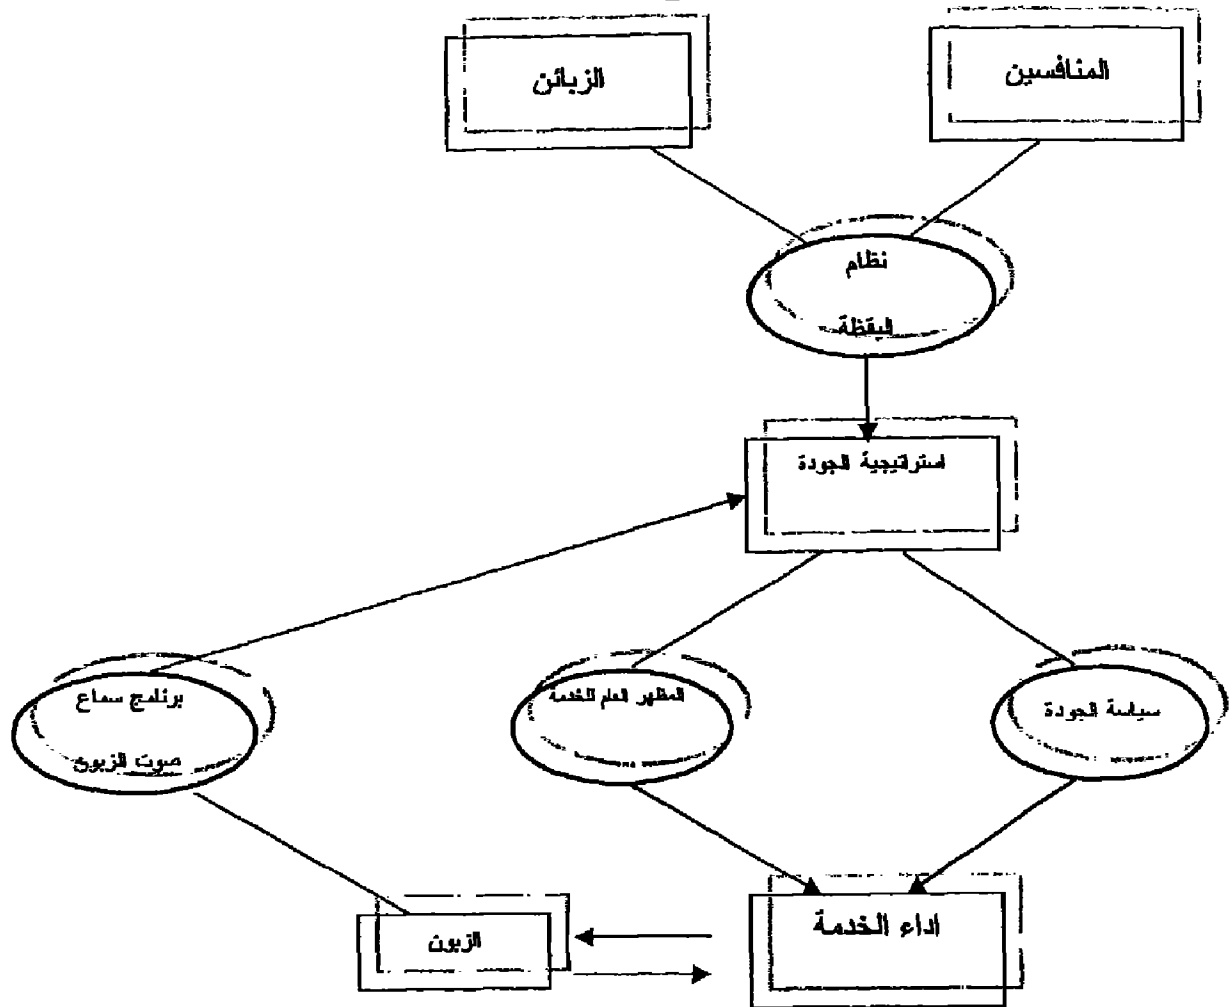 المنافسين
الزبائن
نظام
اليقظة
استراتيجية الجودة
سياسة الجودة
المظهر العام للخدمة
برنامج سماع
صوت الزبون
اداء الخدمة
الزبون